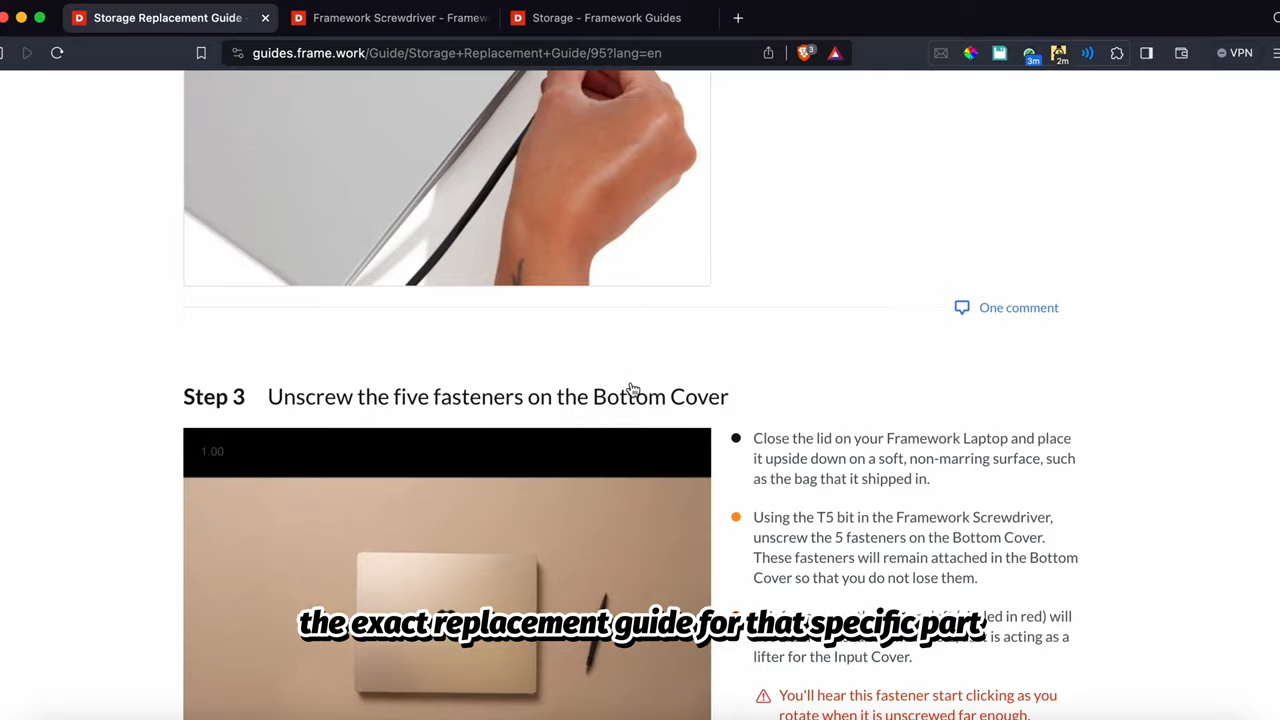 Storage Replacement Guide
Framework Screwdriver - Framew
Storage - Framework Guides
guides.frame.work/Guide/Storage+Replacement+Guide/95?lang=en
3
3m
2m
VPN
One comment
Step 3 Unscrew the five fasteners on the Bottom Cover
1.00
Close the lid on your Framework Laptop and place
it upside down on a soft, non-marring surface, such
as the bag that it shipped in.
Using the T5 bit in the Framework Screwdriver,
unscrew the 5 fasteners on the Bottom Cover.
These fasteners will remain attached in the Bottom
Cover so that you do not lose them.
led in red) will
the exact replacement guide for that specific part
is acting as a
lifter for the Input Cover.
You'll hear this fastener start clicking as you
rotate when it is unscrewed far enough.